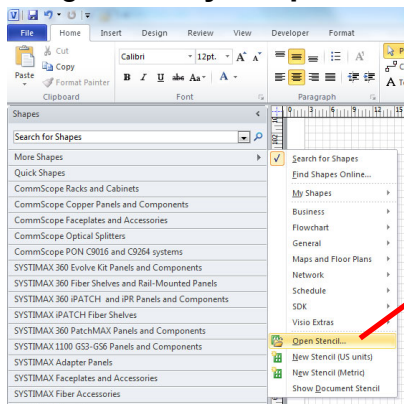 File Home Insert Design Review View Developer Format
Cut
Copy
Format Painter
Paste
Clipboard
Calibri 12pt. A A
B I U abc Aa A
Font
Paragraph
Shapes
Search for Shapes
More Shapes
Quick Shapes
CommScope Racks and Cabinets
CommScope Copper Panels and Components
CommScope Faceplates and Accessories
CommScope Optical Splitters
CommScope PON C9016 and C9264 systems
SYSTIMAX 360 Evolve Kit Panels and Components
SYSTIMAX 360 Fiber Shelves and Rail-Mounted Panels
SYSTIMAX 360 iPATCH and iPR Panels and Components
SYSTIMAX iPATCH Fiber Shelves
SYSTIMAX 360 PatchMAX Panels and Components
SYSTIMAX 1100 GS3-GS6 Panels and Components
SYSTIMAX Adapter Panels
SYSTIMAX Faceplates and Accessories
SYSTIMAX Fiber Accessories
Search for Shapes
Find Shapes Online...
My Shapes
Business
Flowchart
General
Maps and Floor Plans
Network
Schedule
SDK
Visio Extras
Open Stencil...
New Stencil (US units)
New Stencil (Metric)
Show Document Stencil